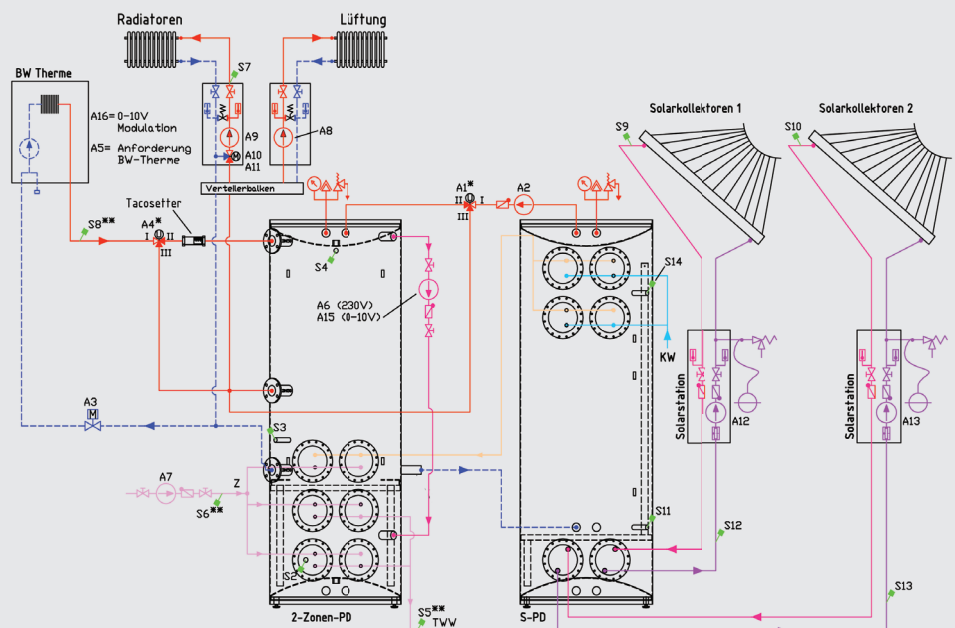 Radiatoren
Lüftung
BW Therme
A16= 0-10V
Modulation
A5= Anforderung
BW-Therme
S7
A9
A10
A11
A8
Verteilerbalken
Solarkollektoren 1
Solarkollektoren 2
S9
S10
S8**
A4*
I
II
III
Tacosetter
S4
A1*
II
I
III
A2
A6 (230V)
A15 (0-10V)
S14
KW
Solarstation
A12
Solarstation
A13
A3
M
S3
A7
Z
S6**
S2
S11
S12
S13
2-Zonen-PD
S5**
TWW
S-PD